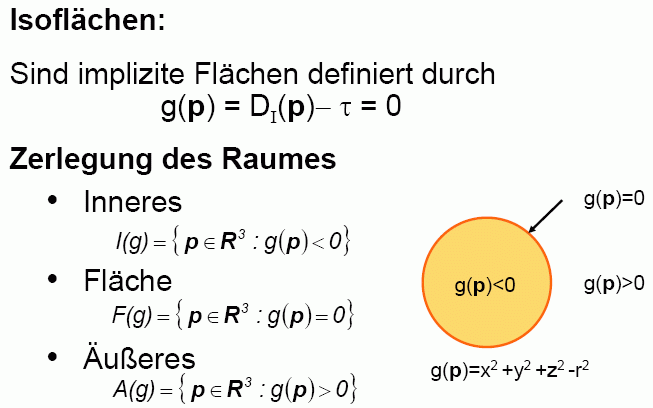 Isoflächen:
Sind implizite Flächen definiert durch
g(p) = D_I(p)– τ = 0
Zerlegung des Raumes
• Inneres
I(g) = { p ∈ R³ : g(p) < 0}
• Fläche
F(g) = { p ∈ R³ : g(p) = 0}
• Äußeres
A(g) = { p ∈ R³ : g(p) > 0}
g(p)=0
g(p)<0
g(p)>0
g(p)=x² +y² +z² -r²